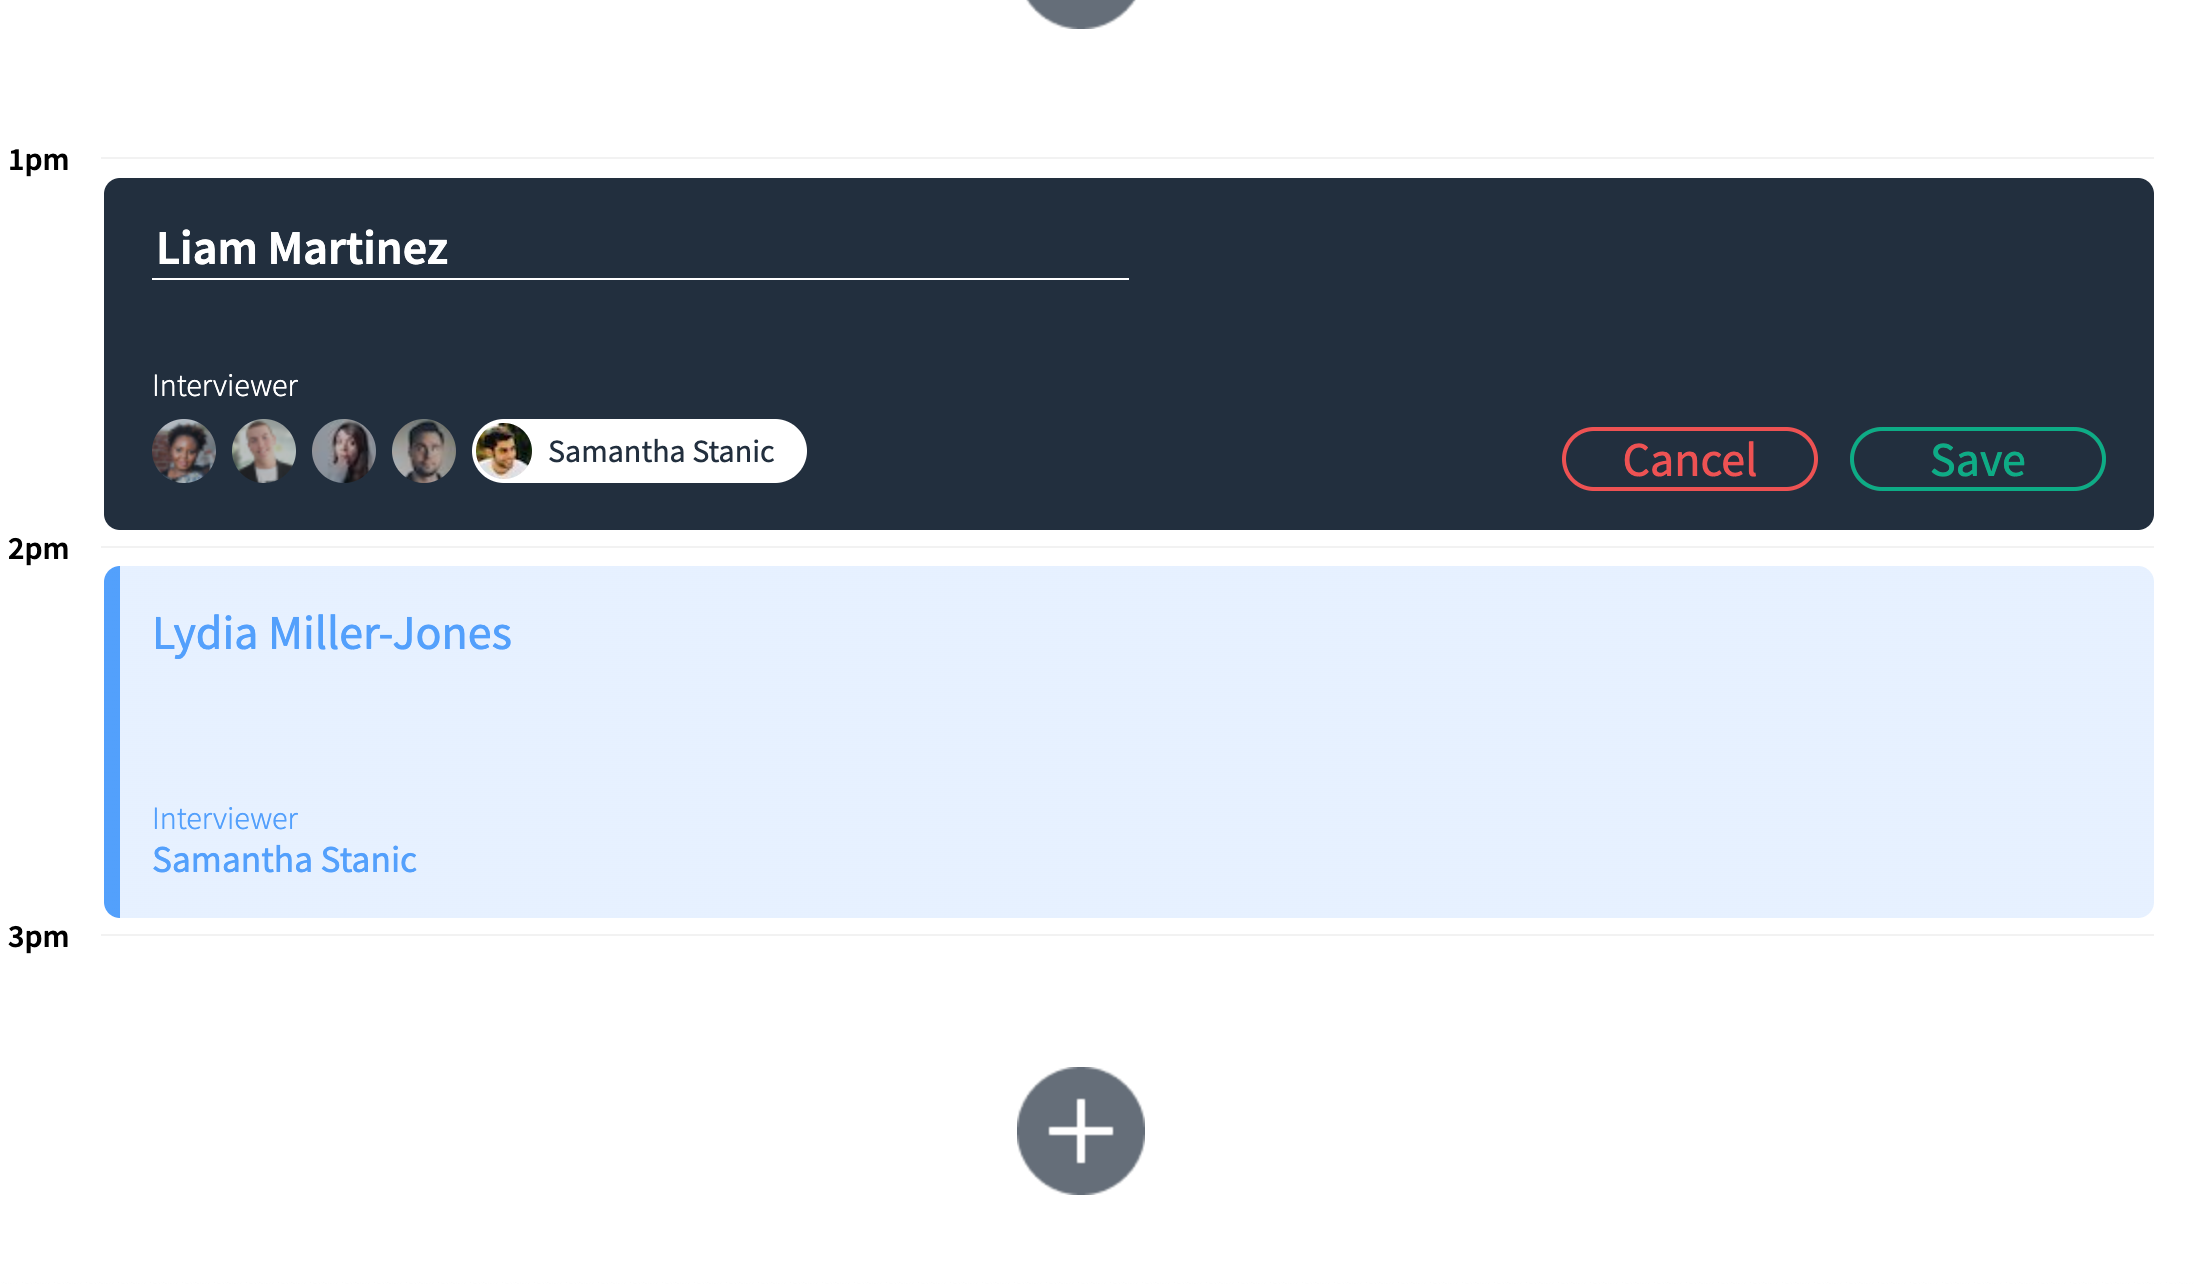 1pm
Liam Martinez
Interviewer
Samantha Stanic
Cancel
Save
2pm
Lydia Miller-Jones
Interviewer
Samantha Stanic
3pm